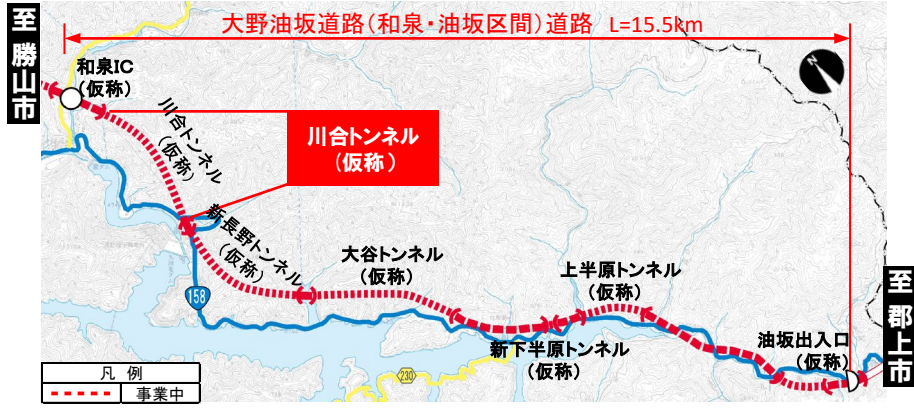 大野油坂道路(和泉・油坂区間)道路 L=15.5km
至 勝山市
和泉IC
(仮称)
川合トンネル
(仮称)
川合トンネル
(仮称)
新長野トンネル
(仮称)
大谷トンネル
(仮称)
上半原トンネル
(仮称)
158
新下半原トンネル
(仮称)
油坂出入口
(仮称)
至 郡上市
230
凡 例
事業中